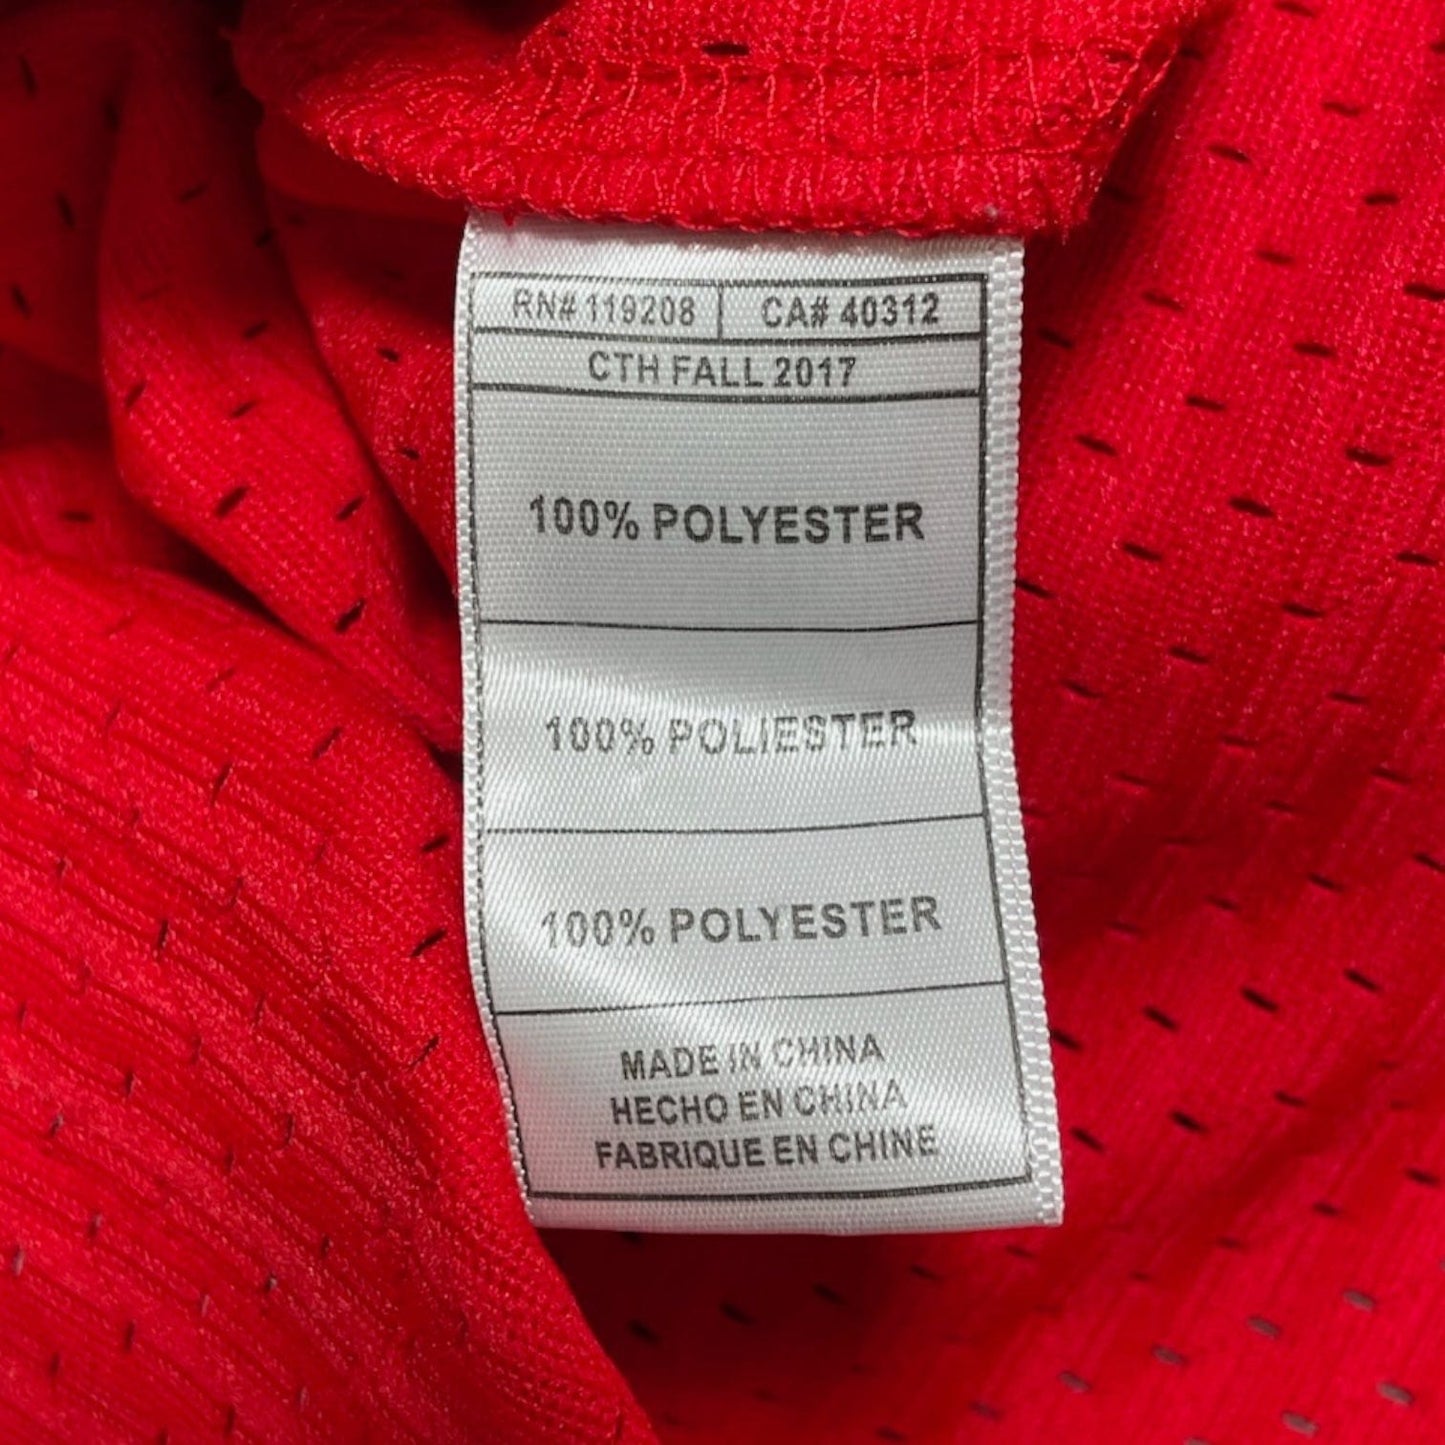 RN# 119208 CA# 40312
CTH FALL 2017
100% POLYESTER
100% POLIESTER
100% POLYESTER
MADE IN CHINA
HECHO EN CHINA
FABRIQUE EN CHINE